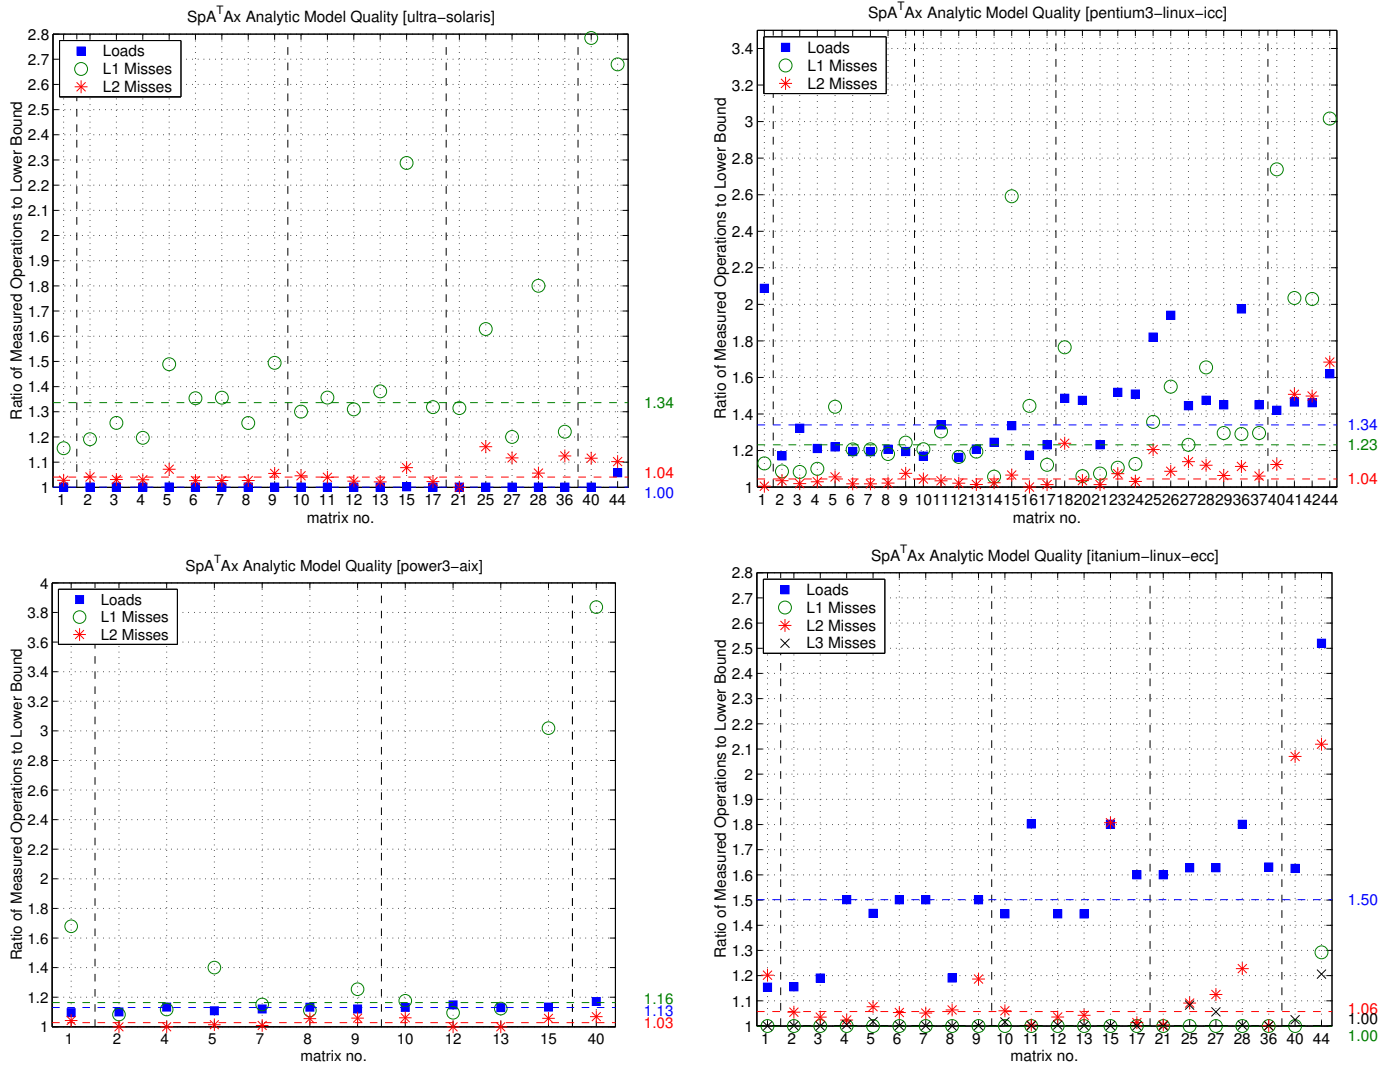 SpA^TAx Analytic Model Quality [ultra−solaris]
Ratio of Measured Operations to Lower Bound
2.8
2.7
2.6
2.5
2.4
2.3
2.2
2.1
2
1.9
1.8
1.7
1.6
1.5
1.4
1.3
1.2
1.1
1
Loads
L1 Misses
L2 Misses
1.34
1.04
1.00
1 2 3 4 5 6 7 8 9 10 11 12 13 15 17 21 25 27 28 36 40 44
matrix no.
SpA^TAx Analytic Model Quality [pentium3−linux−icc]
Ratio of Measured Operations to Lower Bound
3.4
3.2
3
2.8
2.6
2.4
2.2
2
1.8
1.6
1.4
1.2
1
Loads
L1 Misses
L2 Misses
1.34
1.23
1.04
1 2 3 4 5 6 7 8 9 10 11 12 13 14 15 16 17 18 20 21 23 24 25 26 27 28 29 36 37 40 41 42 44
matrix no.
SpA^TAx Analytic Model Quality [power3−aix]
Ratio of Measured Operations to Lower Bound
4
3.8
3.6
3.4
3.2
3
2.8
2.6
2.4
2.2
2
1.8
1.6
1.4
1.2
1
Loads
L1 Misses
L2 Misses
1.16
1.13
1.03
1 2 4 5 7 8 9 10 12 13 15 40
matrix no.
SpA^TAx Analytic Model Quality [itanium−linux−ecc]
Ratio of Measured Operations to Lower Bound
2.8
2.7
2.6
2.5
2.4
2.3
2.2
2.1
2
1.9
1.8
1.7
1.6
1.5
1.4
1.3
1.2
1.1
1
Loads
L1 Misses
L2 Misses
L3 Misses
1.50
1.06
1.00
1.00
1 2 3 4 5 6 7 8 9 10 11 12 13 15 17 21 25 27 28 36 40 44
matrix no.